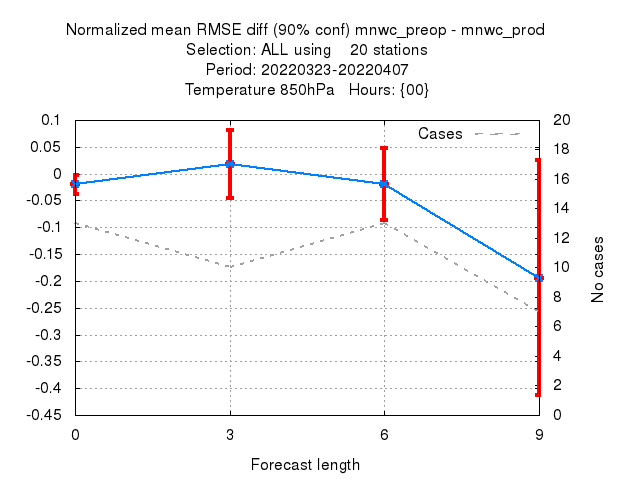 Normalized mean RMSE diff (90% conf) mnwc_preop - mnwc_prod
Selection: ALL using    20 stations
Period: 20220323-20220407
Temperature 850hPa   Hours: {00}
Cases
0.1
0.05
0
-0.05
-0.1
-0.15
-0.2
-0.25
-0.3
-0.35
-0.4
-0.45
20
18
16
14
12
10
8
6
4
2
0
No cases
0 3 6 9
Forecast length